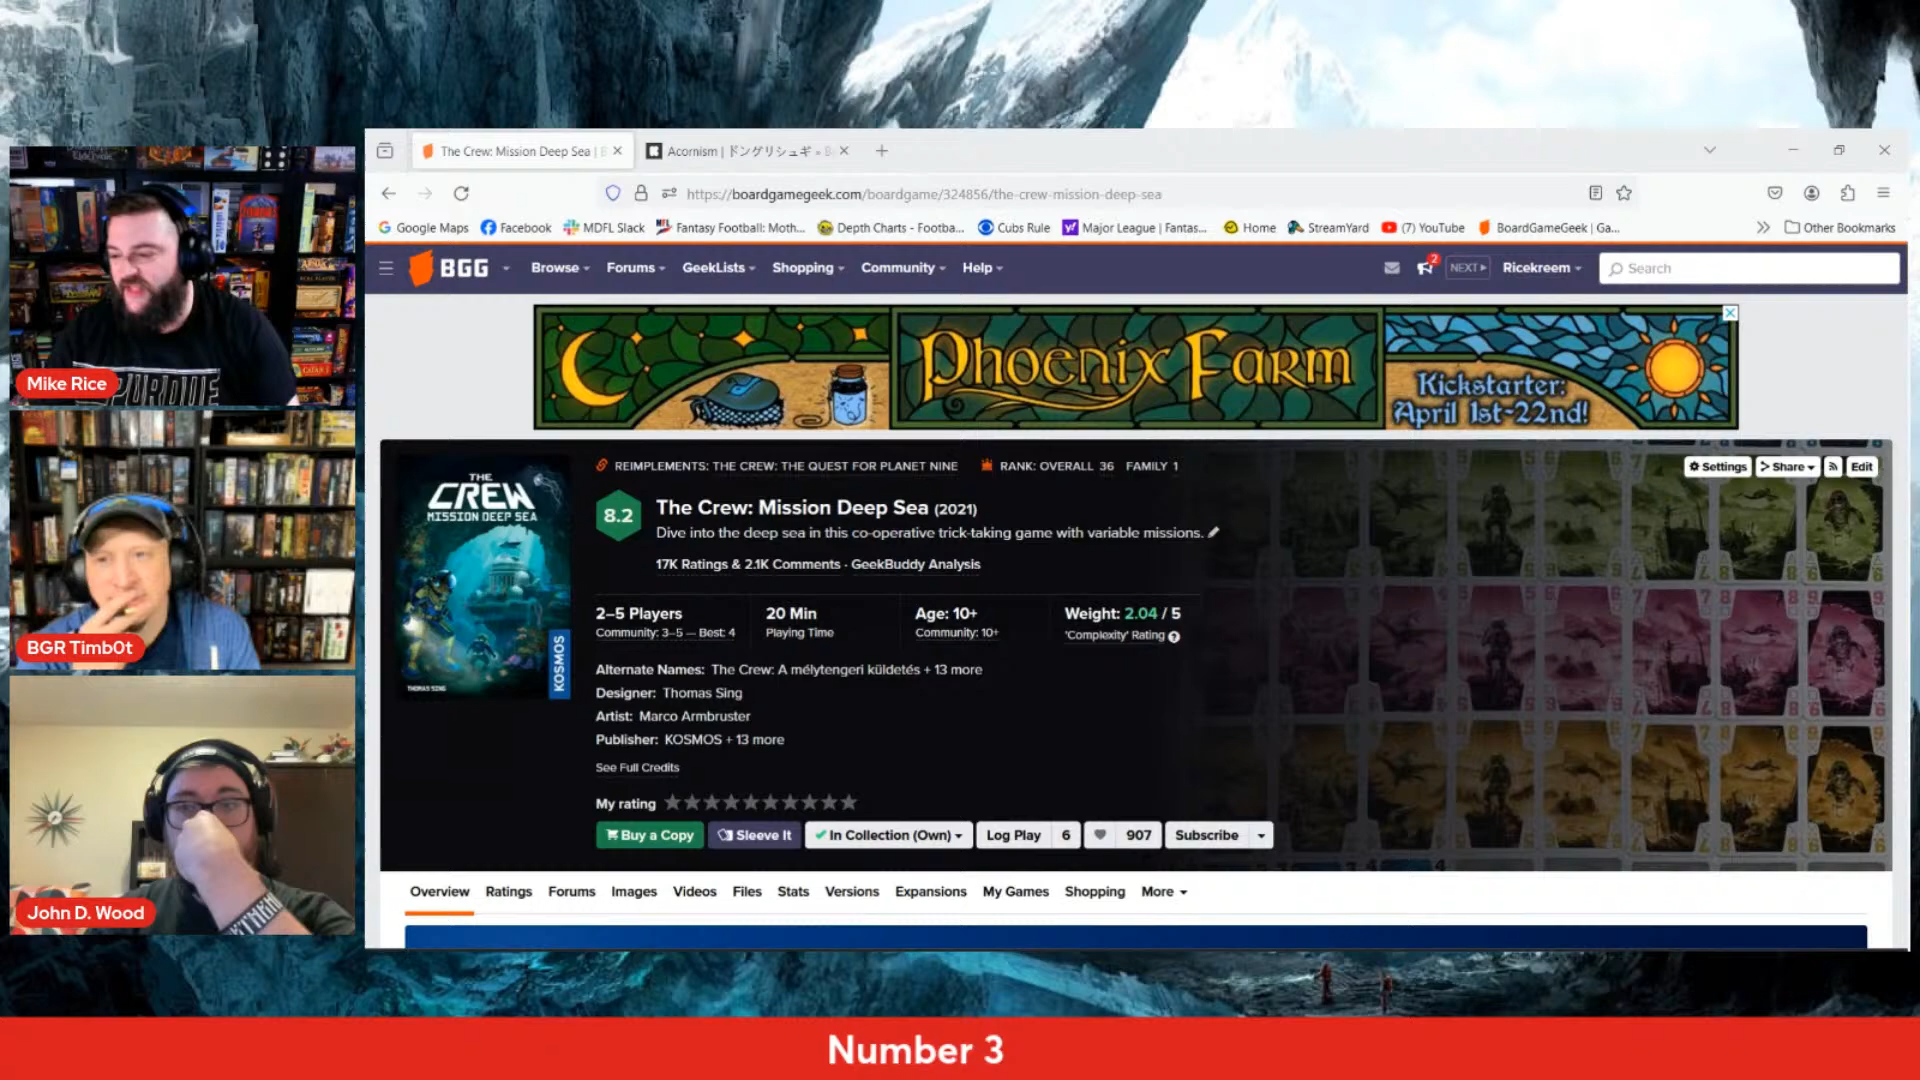 The Crew: Mission Deep Sea |
Acornism | ドングリシュギ
https://boardgamegeek.com/boardgame/324856/the-crew-mission-deep-sea
Google Maps Facebook MDFL Slack Fantasy Football: Moth... Depth Charts - Footba... Cubs Rule Major League | Fantas... Home StreamYard (7) YouTube BoardGameGeek | Ga... Other Bookmarks
BGG Browse Forums GeekLists Shopping Community Help 2 NEXT Ricekreem Search
Phoenix Farm
Kickstarter:
April 1st-22nd!
Mike Rice
PURDUE
BGR Timb0t
John D. Wood
THE
CREW
MISSION DEEP SEA
THOMAS SING
KOSMOS
REIMPLEMENTS: THE CREW: THE QUEST FOR PLANET NINE RANK: OVERALL 36 FAMILY 1
Settings Share Edit
8.2
The Crew: Mission Deep Sea (2021)
Dive into the deep sea in this co-operative trick-taking game with variable missions.
17K Ratings & 2.1K Comments · GeekBuddy Analysis
2–5 Players 20 Min Age: 10+ Weight: 2.04 / 5
Community: 3–5 — Best: 4 Playing Time Community: 10+ 'Complexity' Rating
Alternate Names: The Crew: A mélytengeri küldetés + 13 more
Designer: Thomas Sing
Artist: Marco Armbruster
Publisher: KOSMOS + 13 more
See Full Credits
My rating
Buy a Copy Sleeve It In Collection (Own) Log Play 6 907 Subscribe
Overview Ratings Forums Images Videos Files Stats Versions Expansions My Games Shopping More
Number 3